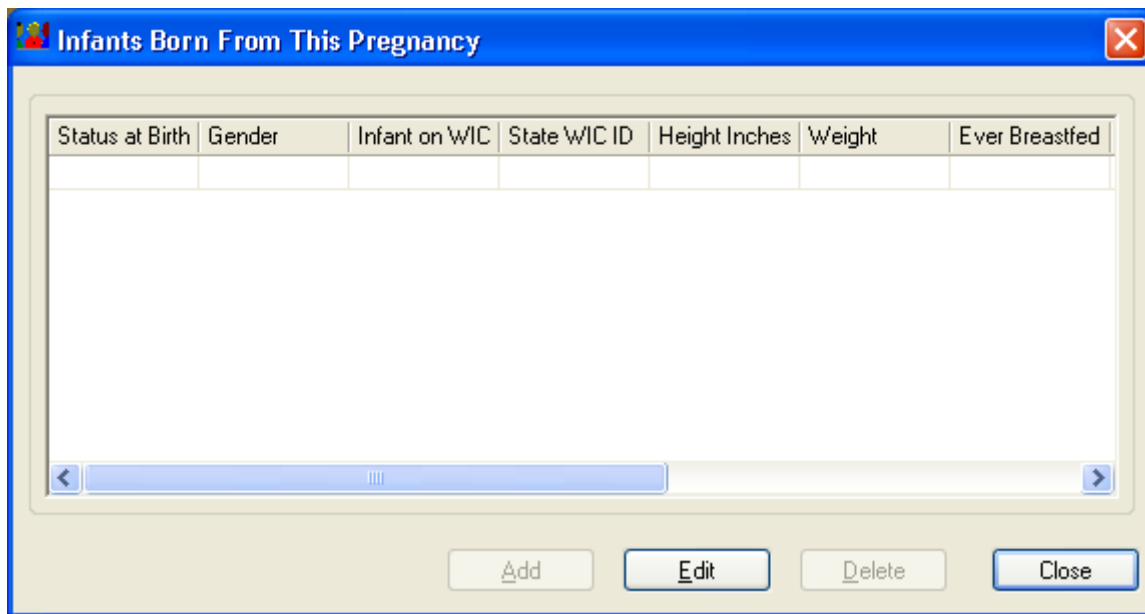 Infants Born From This Pregnancy
Status at Birth Gender Infant on WIC State WIC ID Height Inches Weight Ever Breastfed
Add Edit Delete Close